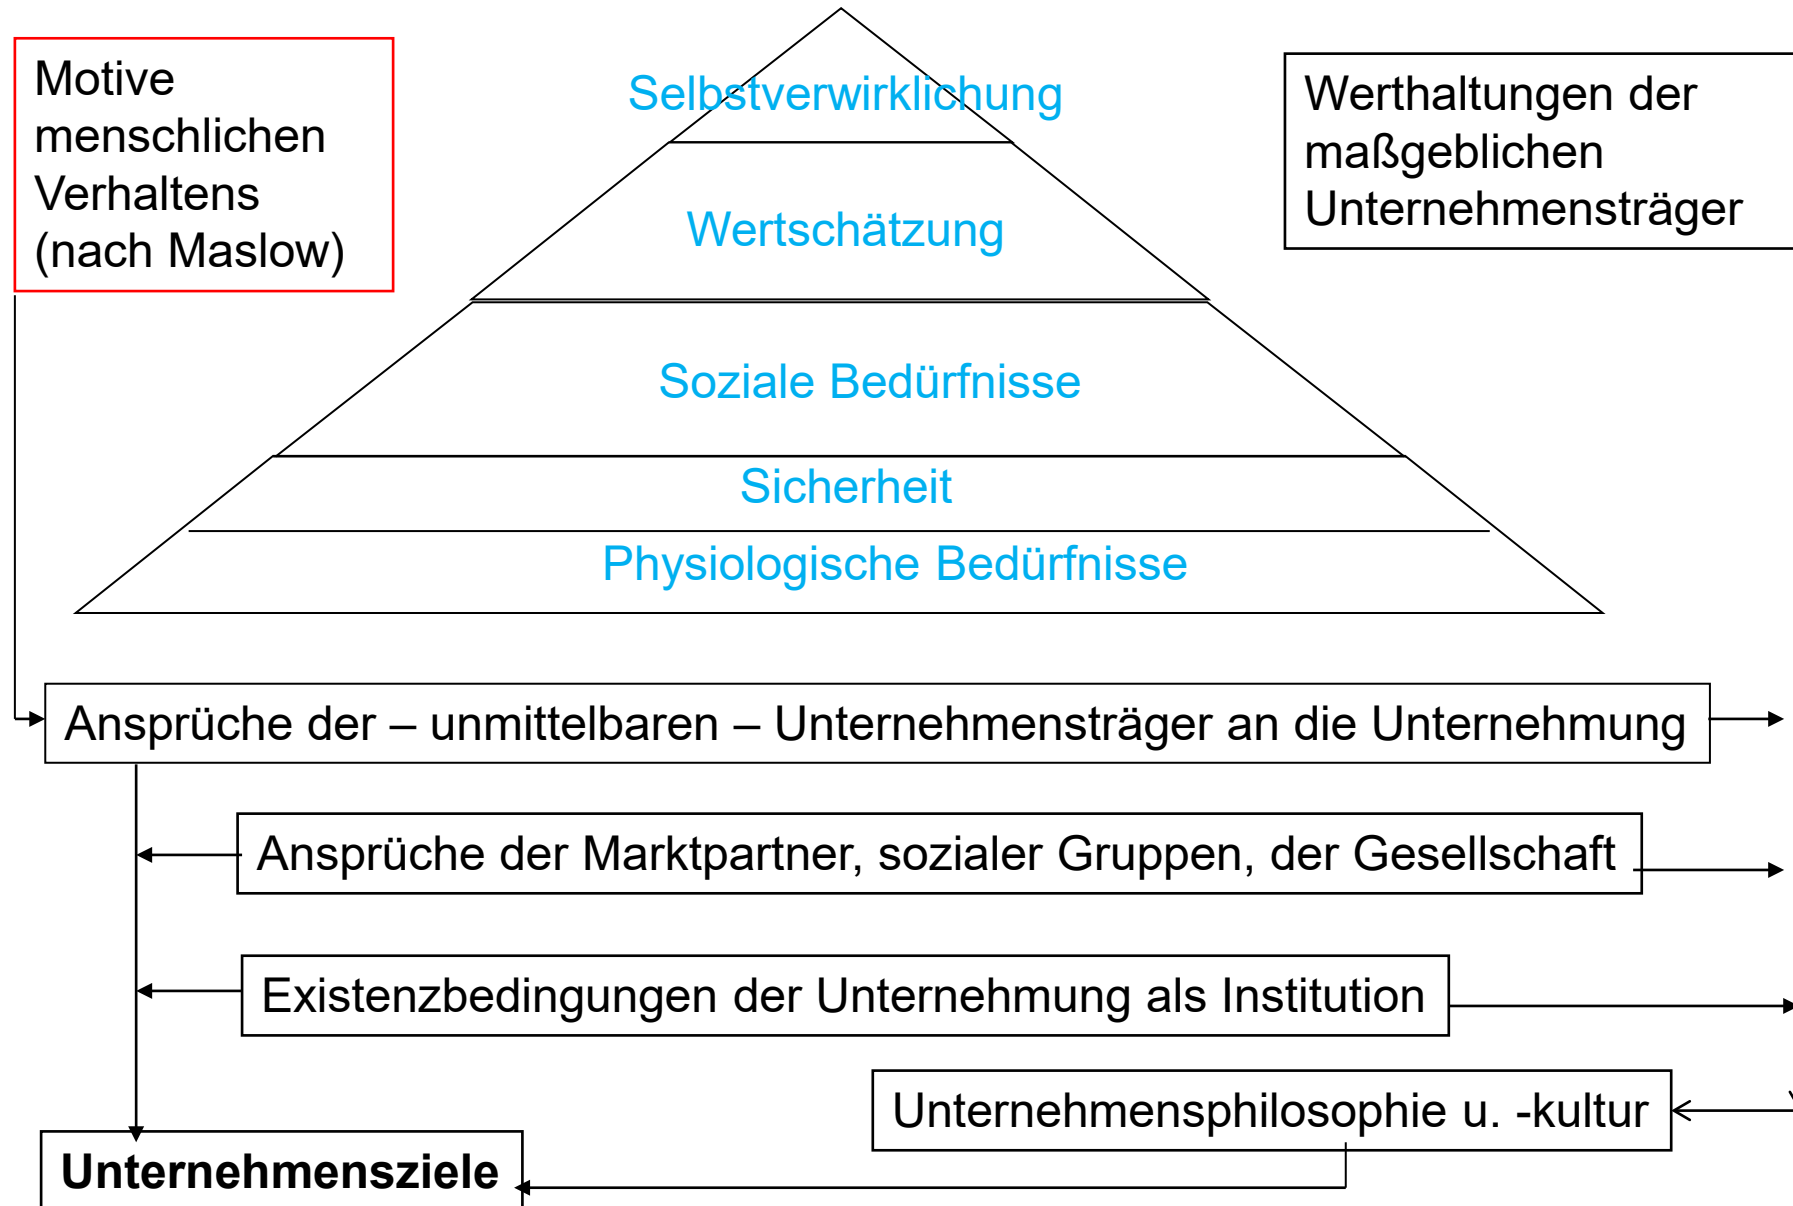 Motive
menschlichen
Verhaltens
(nach Maslow)
Selbstverwirklichung
Wertschätzung
Soziale Bedürfnisse
Sicherheit
Physiologische Bedürfnisse
Werthaltungen der
maßgeblichen
Unternehmensträger
Ansprüche der – unmittelbaren – Unternehmensträger an die Unternehmung
Ansprüche der Marktpartner, sozialer Gruppen, der Gesellschaft
Existenzbedingungen der Unternehmung als Institution
Unternehmensphilosophie u. -kultur
Unternehmensziele